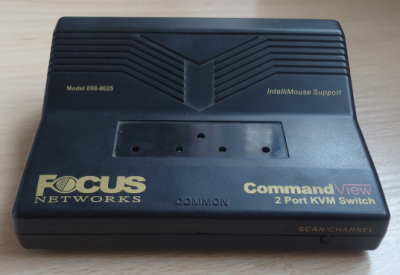 Model 698-8025
IntelliMouse Support
FOCUS
NETWORKS
COMMON
CommandView
2 Port KVM Switch
SCAN/CHANNEL